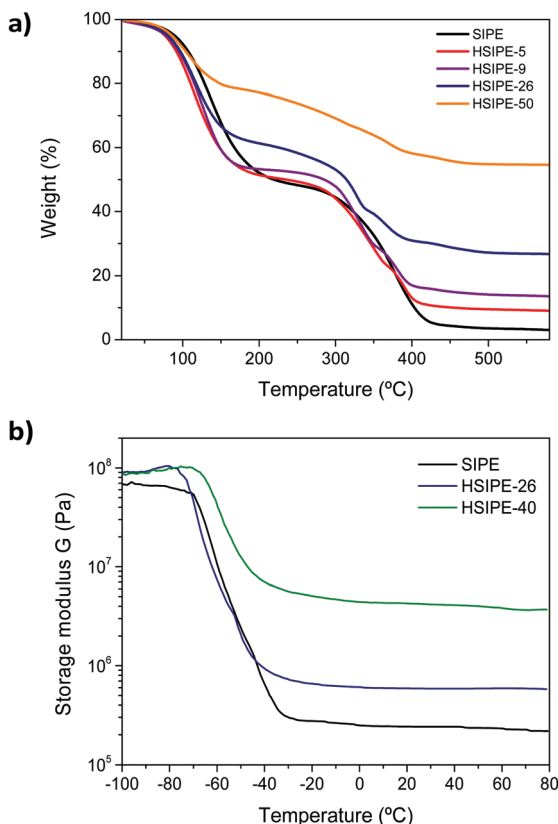 a)
100
80
60
40
20
0
Weight (%)
SIPE
HSIPE-5
HSIPE-9
HSIPE-26
HSIPE-50
100 200 300 400 500
Temperature (ºC)
b)
10⁸
10⁷
10⁶
10⁵
Storage modulus G (Pa)
SIPE
HSIPE-26
HSIPE-40
-100 -80 -60 -40 -20 0 20 40 60 80
Temperature (ºC)